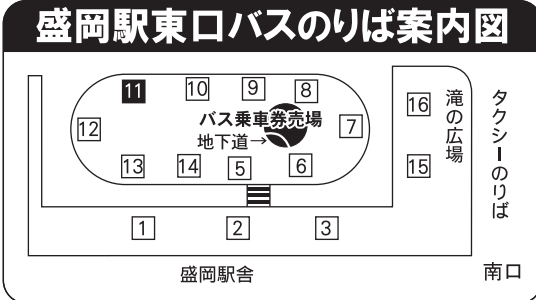 盛岡駅東口バスのりば案内図
11 10 9 8
バス乗車券売場
地下道→
12 7
13 14 5 6
16
15
滝の広場
タクシーのりば
1 2 3
盛岡駅舎
南口